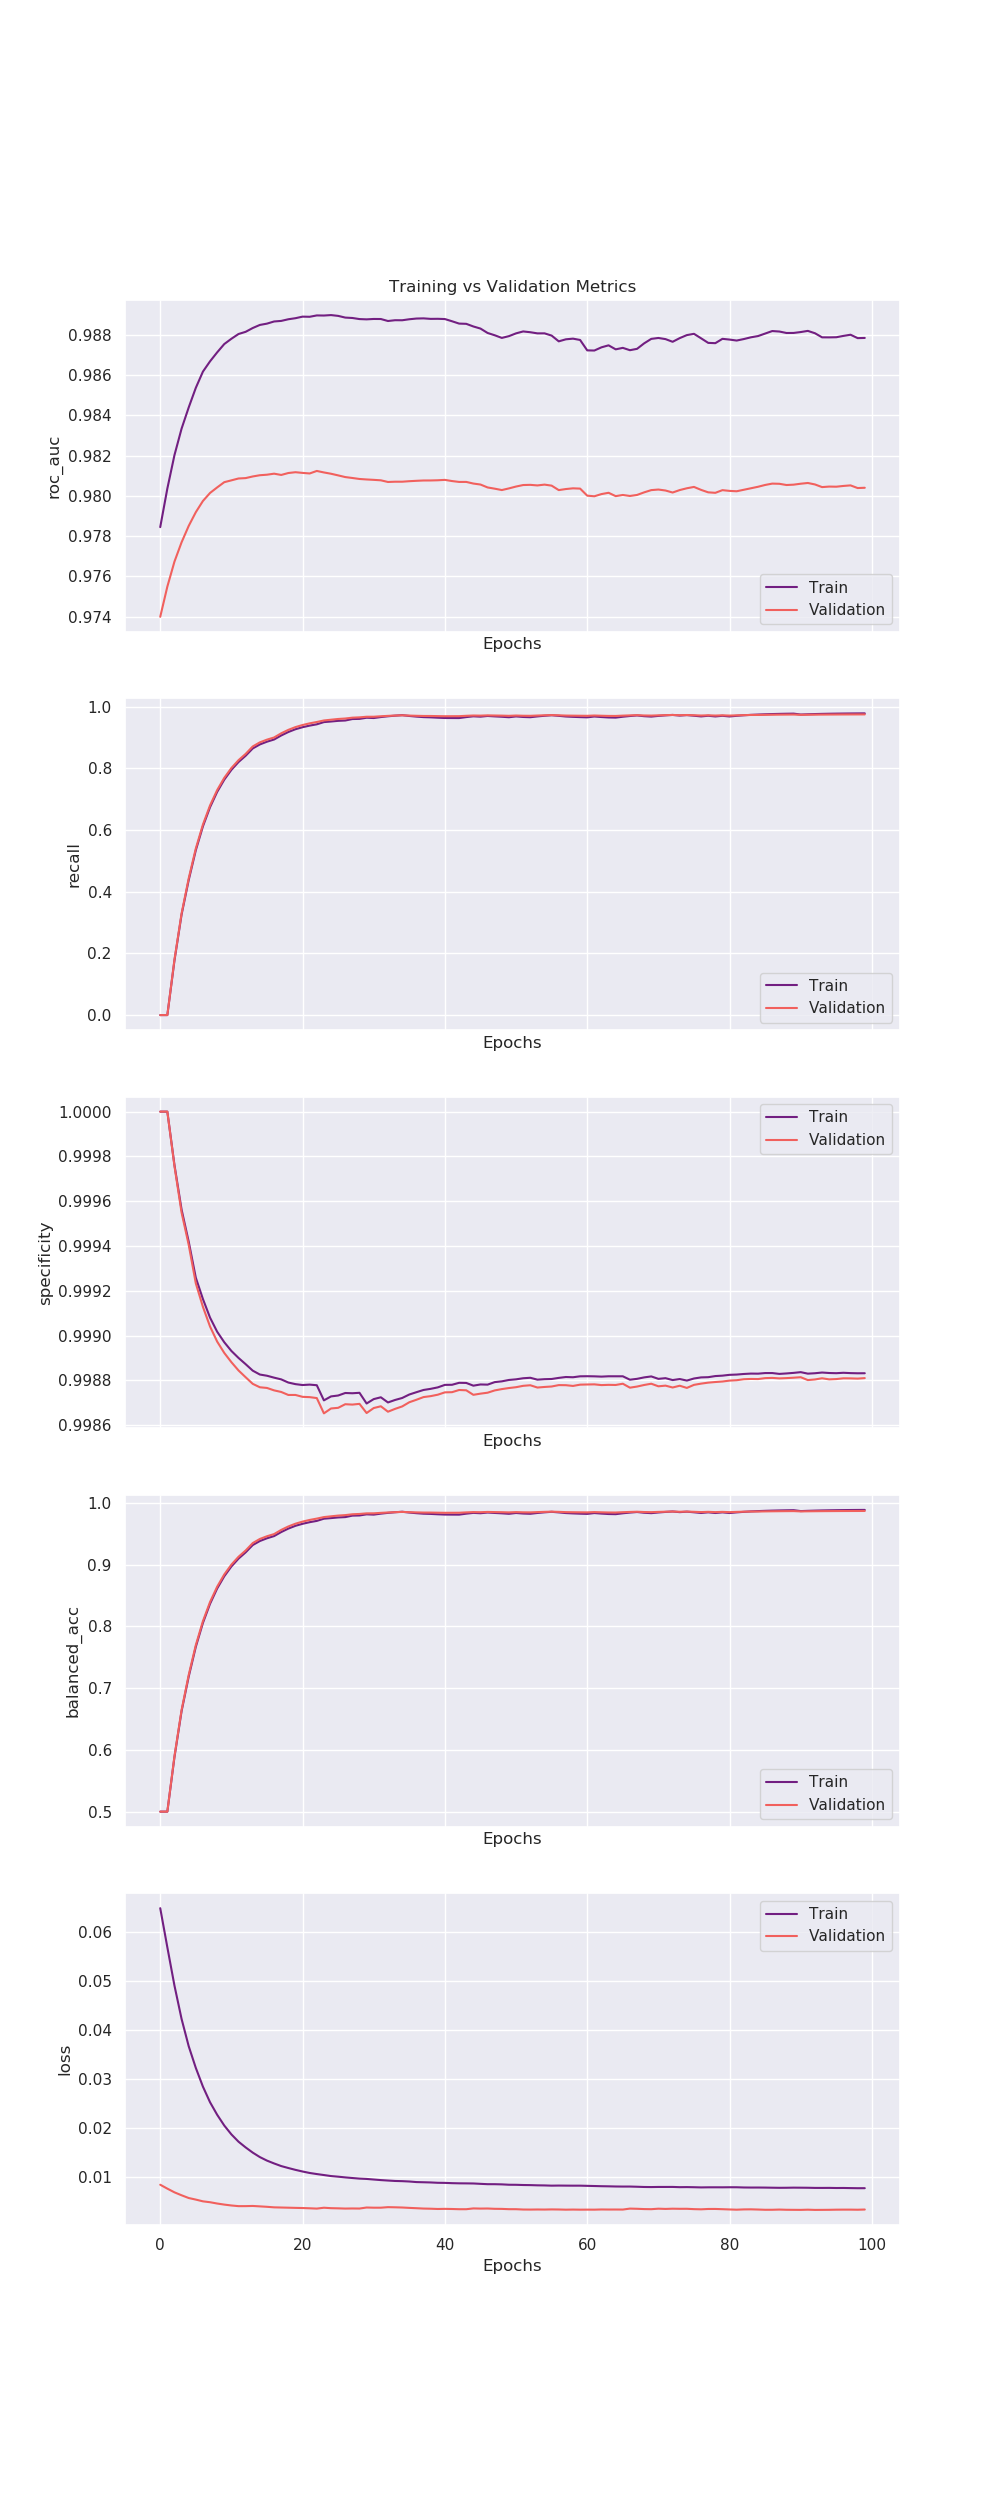 Training vs Validation Metrics
0.988
0.986
0.984
0.982
0.980
0.978
0.976
0.974
roc_auc
Train
Validation
Epochs
1.0
0.8
0.6
0.4
0.2
0.0
recall
Train
Validation
Epochs
1.0000
0.9998
0.9996
0.9994
0.9992
0.9990
0.9988
0.9986
specificity
Train
Validation
Epochs
1.0
0.9
0.8
0.7
0.6
0.5
balanced_acc
Train
Validation
Epochs
0.06
0.05
0.04
0.03
0.02
0.01
loss
Train
Validation
0 20 40 60 80 100
Epochs